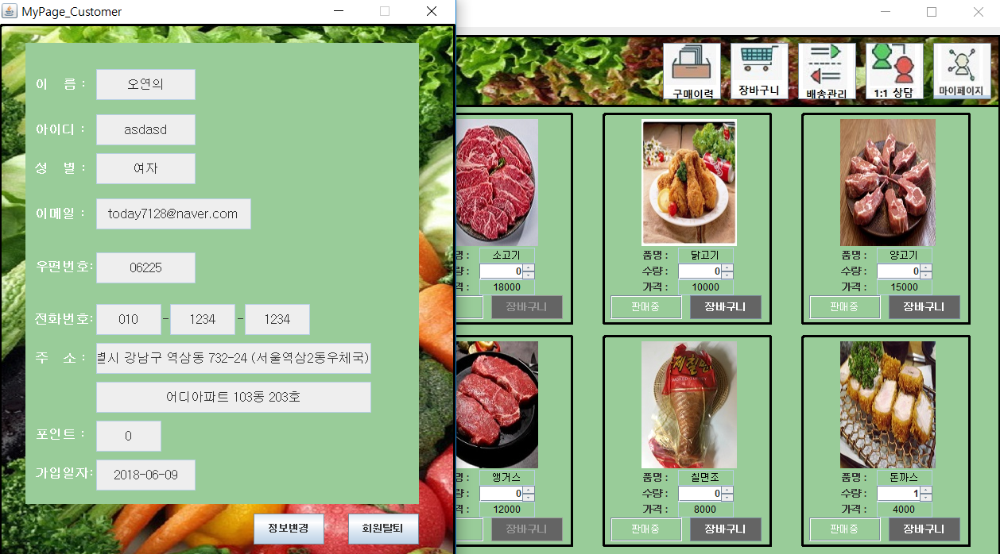 MyPage_Customer
이 름 : 오연의
아이디 : asdasd
성 별 : 여자
이메일 : today7128@naver.com
우편번호: 06225
전화번호: 010 - 1234 - 1234
주 소 : 별시 강남구 역삼동 732-24 (서울역삼2동우체국)
어디아파트 103동 203호
포인트 : 0
가입일자: 2018-06-09
정보변경 회원탈퇴
구매이력 장바구니 배송관리 1:1 상담 마이페이지
명 : 소고기
량 : 0
격 : 18000
장바구니
품명 : 닭고기
수량 : 0
가격 : 10000
판매중 장바구니
품명 : 양고기
수량 : 0
가격 : 15000
판매중 장바구니
명 : 앵거스
량 : 0
격 : 12000
장바구니
품명 : 칠면조
수량 : 0
가격 : 8000
판매중 장바구니
품명 : 돈까스
수량 : 1
가격 : 4000
판매중 장바구니